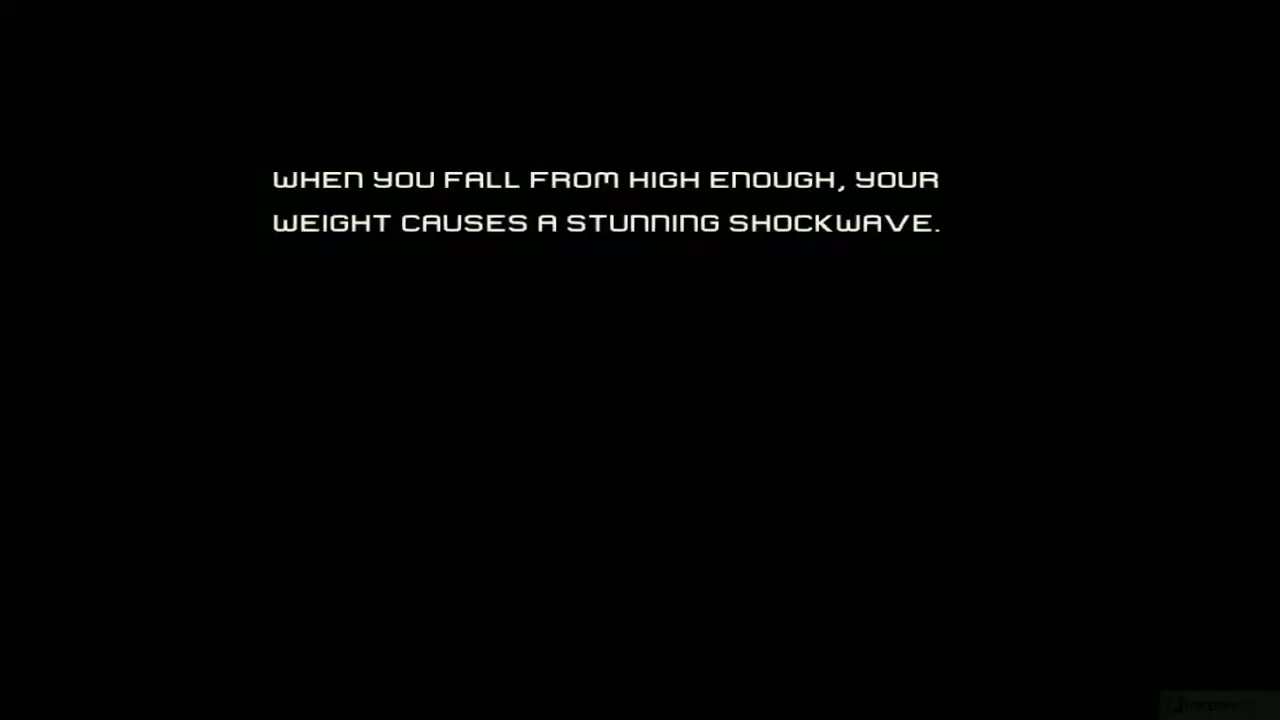 WHEN YOU FALL FROM HIGH ENOUGH, YOUR
WEIGHT CAUSES A STUNNING SHOCKWAVE.